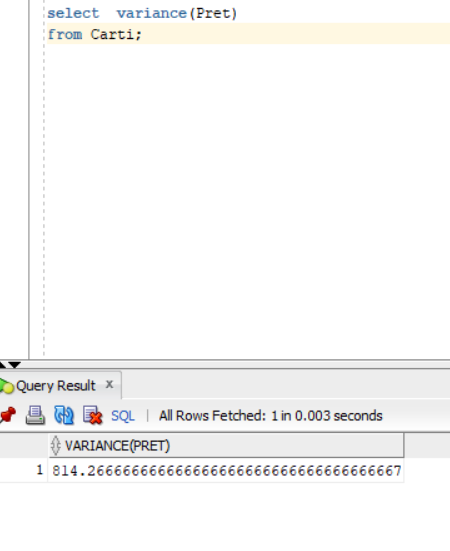 select  variance(Pret)
from Carti;
Query Result x
SQL | All Rows Fetched: 1 in 0.003 seconds
VARIANCE(PRET)
1 814.266666666666666666666666666666666667